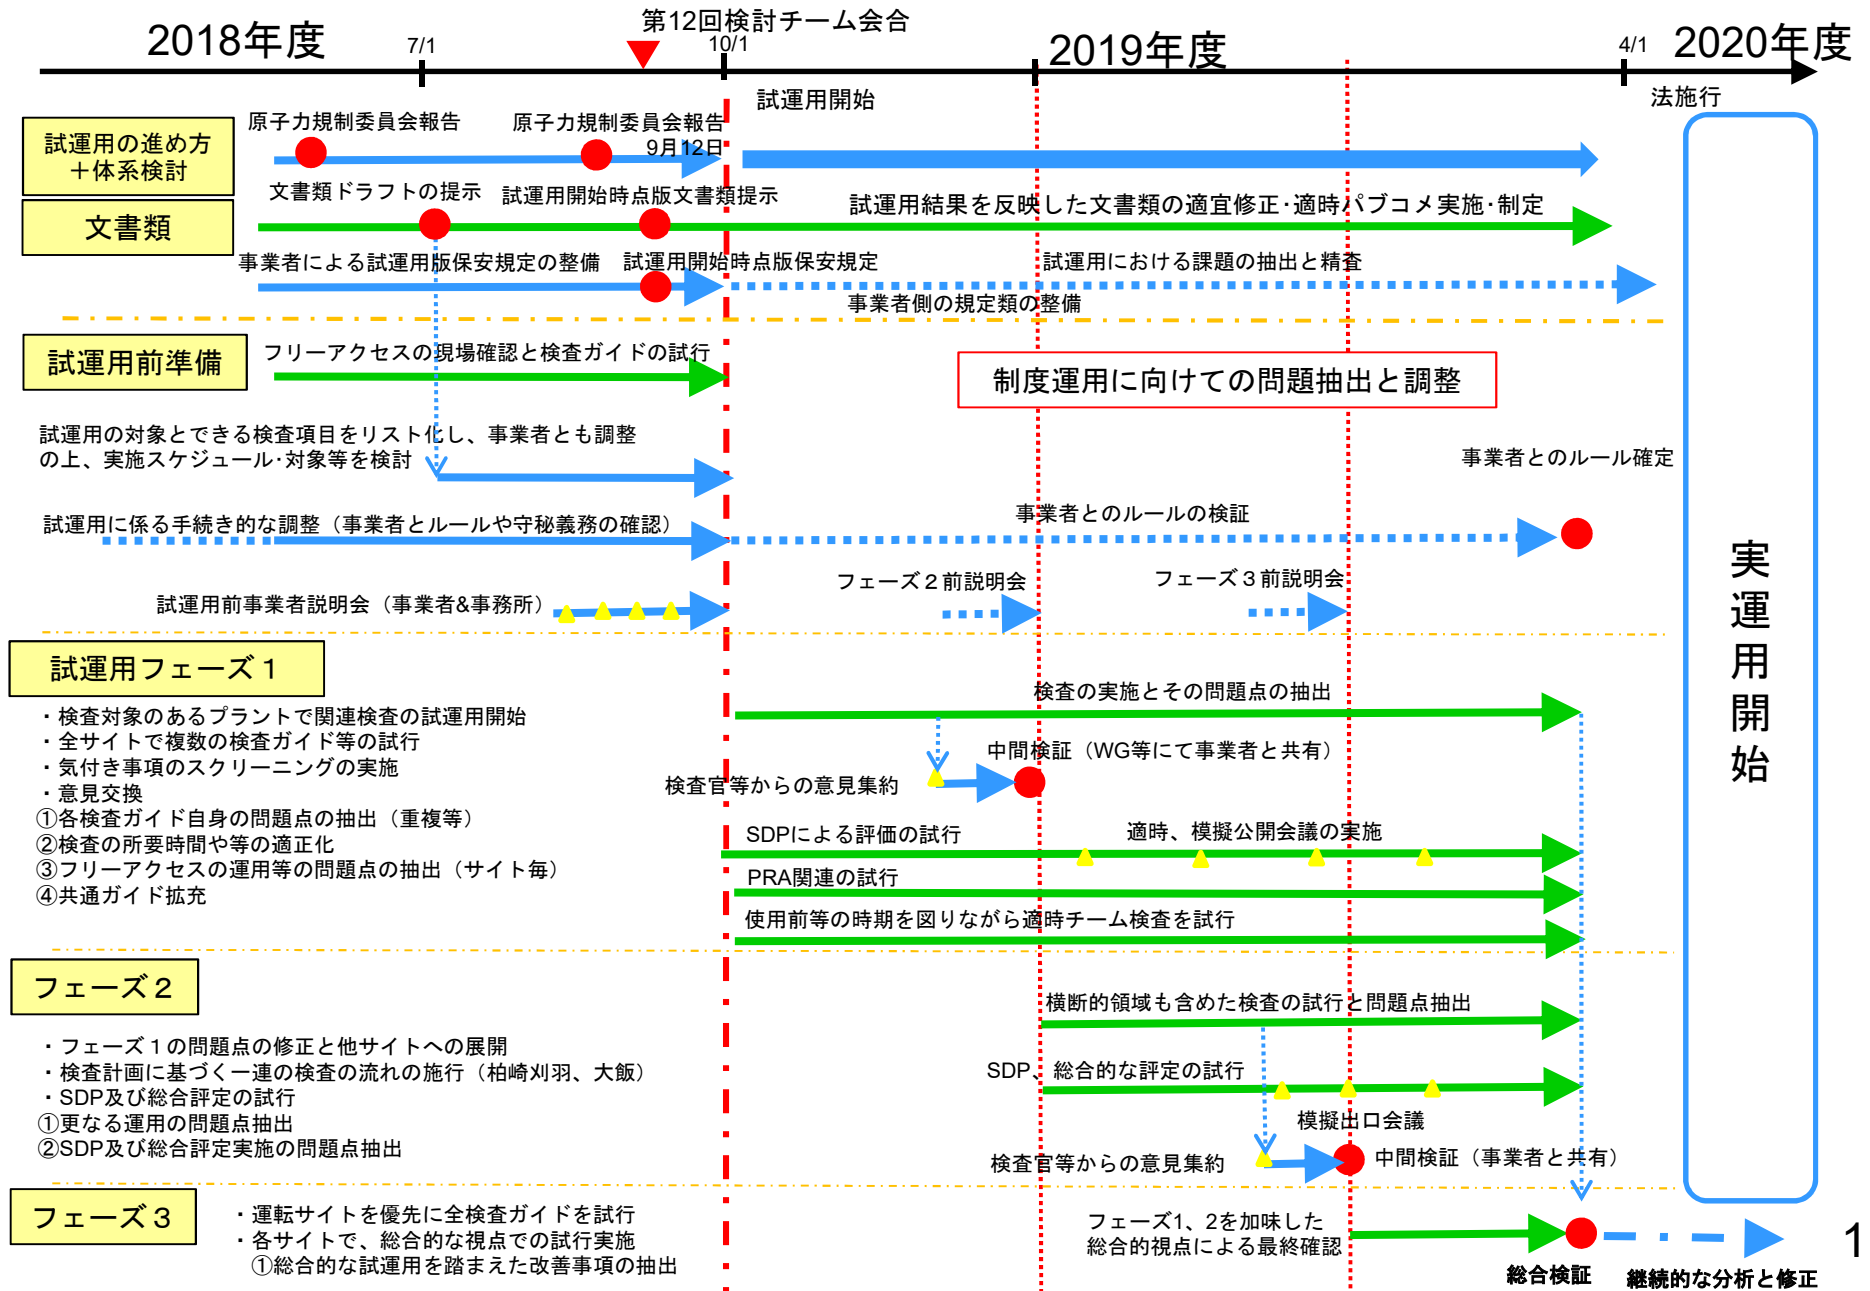 第12回検討チーム会合
2018年度
7/1
10/1
2019年度
4/1
2020年度
試運用開始
法施行
試運用の進め方
＋体系検討
原子力規制委員会報告
原子力規制委員会報告
9月12日
文書類
文書類ドラフトの提示
試運用開始時点版文書類提示
試運用結果を反映した文書類の適宜修正･適時パブコメ実施･制定
事業者による試運用版保安規定の整備
試運用開始時点版保安規定
試運用における課題の抽出と精査
事業者側の規定類の整備
試運用前準備
フリーアクセスの現場確認と検査ガイドの試行
制度運用に向けての問題抽出と調整
試運用の対象とできる検査項目をリスト化し、事業者とも調整
の上、実施スケジュール･対象等を検討
事業者とのルール確定
試運用に係る手続き的な調整（事業者とルールや守秘義務の確認）
事業者とのルールの検証
試運用前事業者説明会（事業者&事務所）
フェーズ２前説明会
フェーズ３前説明会
実運用開始
試運用フェーズ１
・検査対象のあるプラントで関連検査の試運用開始
・全サイトで複数の検査ガイド等の試行
・気付き事項のスクリーニングの実施
・意見交換
①各検査ガイド自身の問題点の抽出（重複等）
②検査の所要時間や等の適正化
③フリーアクセスの運用等の問題点の抽出（サイト毎）
④共通ガイド拡充
検査の実施とその問題点の抽出
中間検証（WG等にて事業者と共有）
検査官等からの意見集約
SDPによる評価の試行
適時、模擬公開会議の実施
PRA関連の試行
使用前等の時期を図りながら適時チーム検査を試行
フェーズ２
・フェーズ１の問題点の修正と他サイトへの展開
・検査計画に基づく一連の検査の流れの施行（柏崎刈羽、大飯）
・SDP及び総合評定の試行
①更なる運用の問題点抽出
②SDP及び総合評定実施の問題点抽出
横断的領域も含めた検査の試行と問題点抽出
SDP、総合的な評定の試行
模擬出口会議
検査官等からの意見集約
中間検証（事業者と共有）
フェーズ３
・運転サイトを優先に全検査ガイドを試行
・各サイトで、総合的な視点での試行実施
①総合的な試運用を踏まえた改善事項の抽出
フェーズ1、2を加味した
総合的視点による最終確認
総合検証
継続的な分析と修正
1